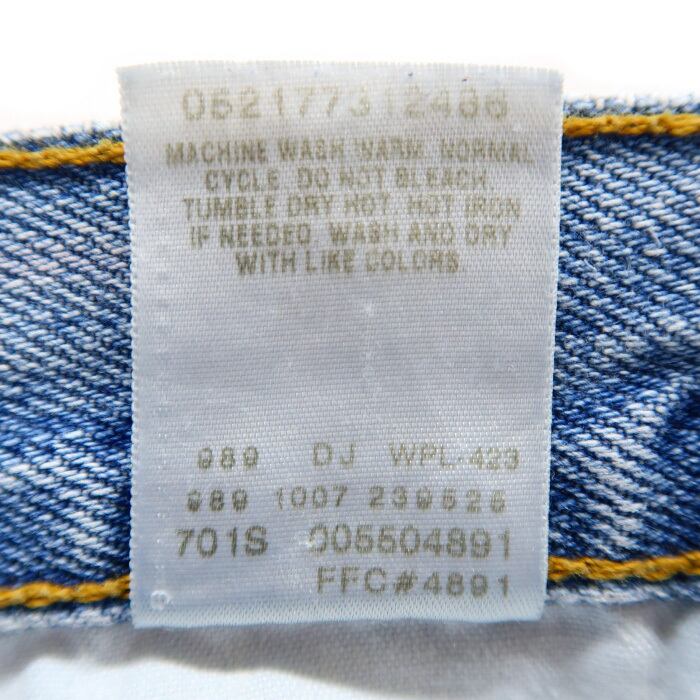 052177312486
MACHINE WASH WARM. NORMAL
CYCLE. DO NOT BLEACH.
TUMBLE DRY HOT. HOT IRON
IF NEEDED. WASH AND DRY
WITH LIKE COLORS.
989 DJ WPL-423
989 1007 239526
701S 005504891
FFC#4891